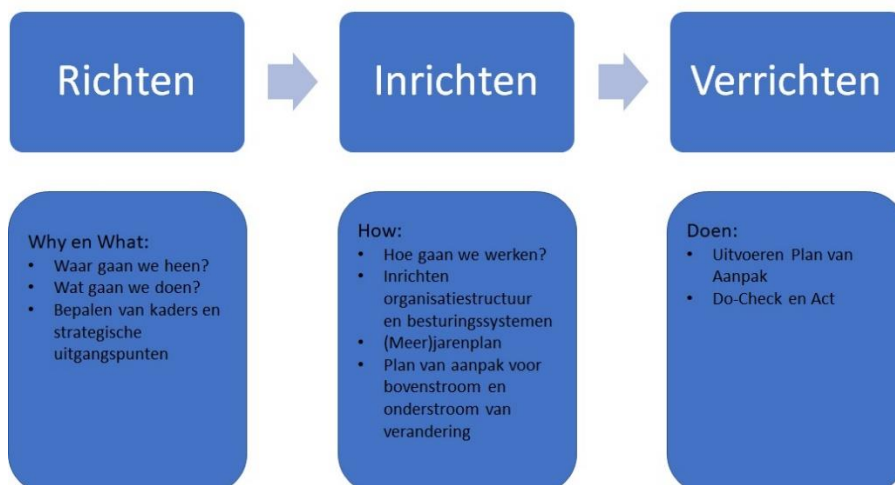 Richten
Inrichten
Verrichten
Why en What:
• Waar gaan we heen?
• Wat gaan we doen?
• Bepalen van kaders en
strategische
uitgangspunten
How:
• Hoe gaan we werken?
• Inrichten
organisatiestructuur
en besturingssystemen
• (Meer)jarenplan
• Plan van aanpak voor
bovenstroom en
onderstroom van
verandering
Doen:
• Uitvoeren Plan van
Aanpak
• Do-Check en Act